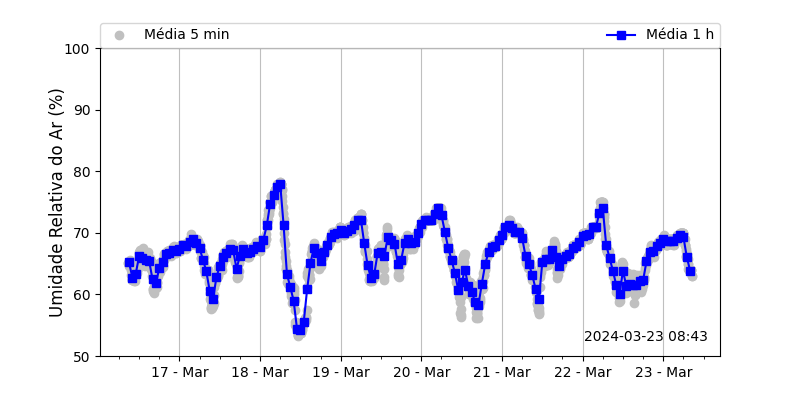 Média 5 min
Média 1 h
Umidade Relativa do Ar (%)
100
90
80
70
60
50
2024-03-23 08:43
17 - Mar
18 - Mar
19 - Mar
20 - Mar
21 - Mar
22 - Mar
23 - Mar